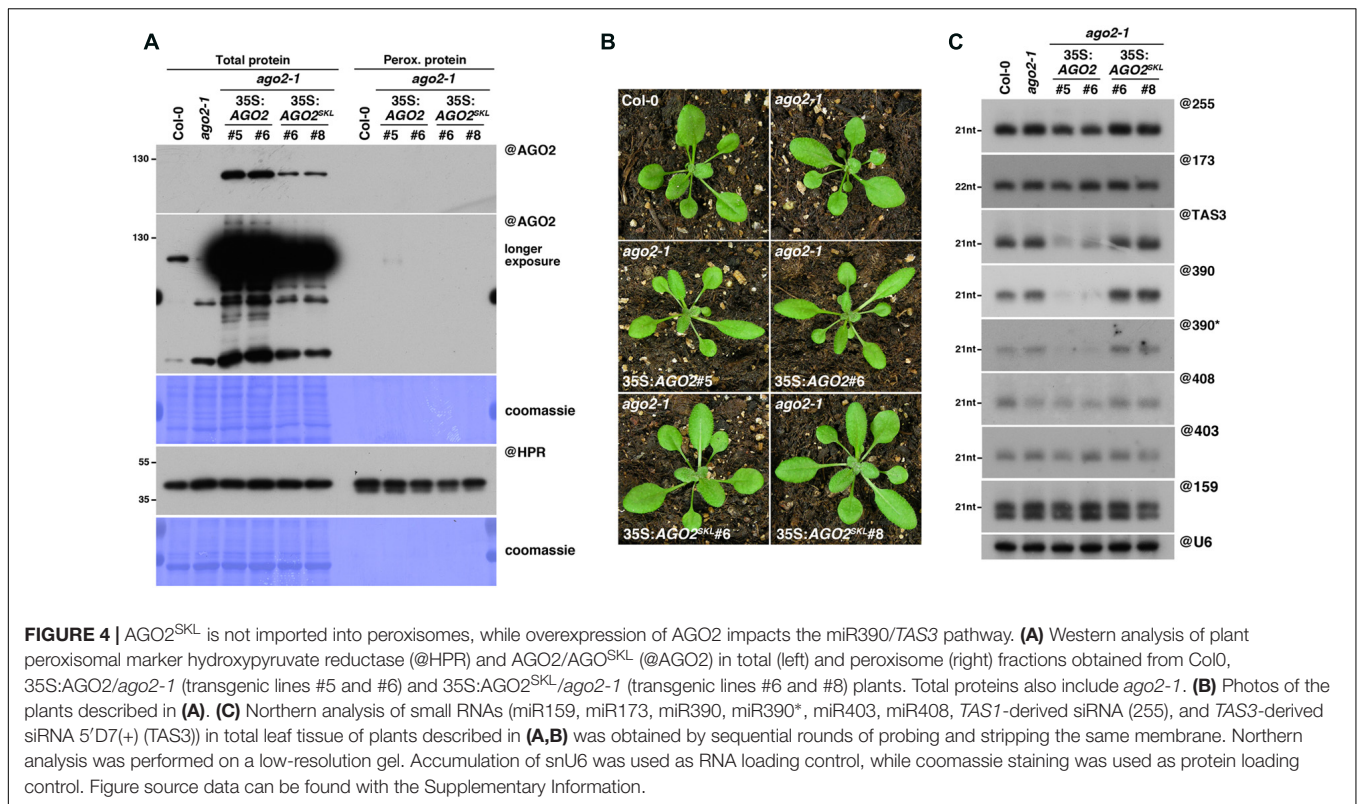 A
Total protein Perox. protein
ago2-1 ago2-1
Col-0 ago2-1 35S:AGO2 35S:AGO2SKL Col-0 35S:AGO2 35S:AGO2SKL
#5 #6 #6 #8 #5 #6 #6 #8
130 @AGO2
130 @AGO2
longer
exposure
coomassie
55 @HPR
35
coomassie
B
Col-0 ago2-1
ago2-1 ago2-1
35S:AGO2#5 35S:AGO2#6
ago2-1 ago2-1
35S:AGO2SKL#6 35S:AGO2SKL#8
C
ago2-1
Col-0 ago2-1 35S:AGO2 35S:AGO2SKL
#5 #6 #6 #8
21nt @255
22nt @173
21nt @TAS3
21nt @390
21nt @390*
21nt @408
21nt @403
21nt @159
@U6
FIGURE 4 | AGO2SKL is not imported into peroxisomes, while overexpression of AGO2 impacts the miR390/TAS3 pathway. (A) Western analysis of plant
peroxisomal marker hydroxypyruvate reductase (@HPR) and AGO2/AGOSKL (@AGO2) in total (left) and peroxisome (right) fractions obtained from Col0,
35S:AGO2/ago2-1 (transgenic lines #5 and #6) and 35S:AGO2SKL/ago2-1 (transgenic lines #6 and #8) plants. Total proteins also include ago2-1. (B) Photos of the
plants described in (A). (C) Northern analysis of small RNAs (miR159, miR173, miR390, miR390*, miR403, miR408, TAS1-derived siRNA (255), and TAS3-derived
siRNA 5′D7(+) (TAS3)) in total leaf tissue of plants described in (A,B) was obtained by sequential rounds of probing and stripping the same membrane. Northern
analysis was performed on a low-resolution gel. Accumulation of snU6 was used as RNA loading control, while coomassie staining was used as protein loading
control. Figure source data can be found with the Supplementary Information.